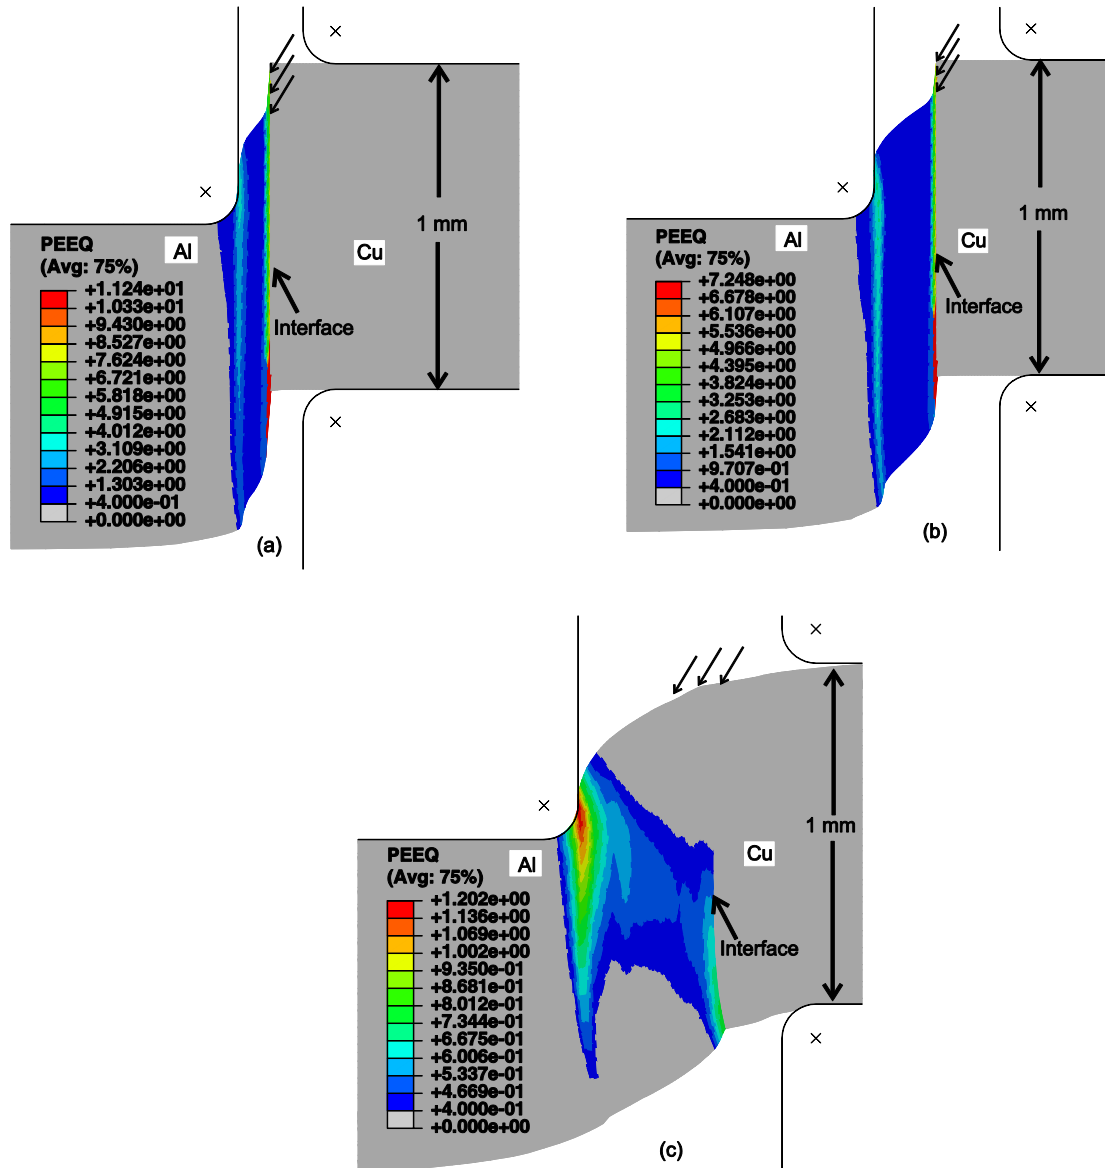 1 mm
Al
Cu
PEEQ
(Avg: 75%)
+1.124e+01
+1.033e+01
+9.430e+00
+8.527e+00
+7.624e+00
+6.721e+00
+5.818e+00
+4.915e+00
+4.012e+00
+3.109e+00
+2.206e+00
+1.303e+00
+4.000e-01
+0.000e+00
Interface
(a)
1 mm
Al
Cu
PEEQ
(Avg: 75%)
+7.248e+00
+6.678e+00
+6.107e+00
+5.536e+00
+4.966e+00
+4.395e+00
+3.824e+00
+3.253e+00
+2.683e+00
+2.112e+00
+1.541e+00
+9.707e-01
+4.000e-01
+0.000e+00
Interface
(b)
1 mm
Al
Cu
PEEQ
(Avg: 75%)
+1.202e+00
+1.136e+00
+1.069e+00
+1.002e+00
+9.350e-01
+8.681e-01
+8.012e-01
+7.344e-01
+6.675e-01
+6.006e-01
+5.337e-01
+4.669e-01
+4.000e-01
+0.000e+00
Interface
(c)